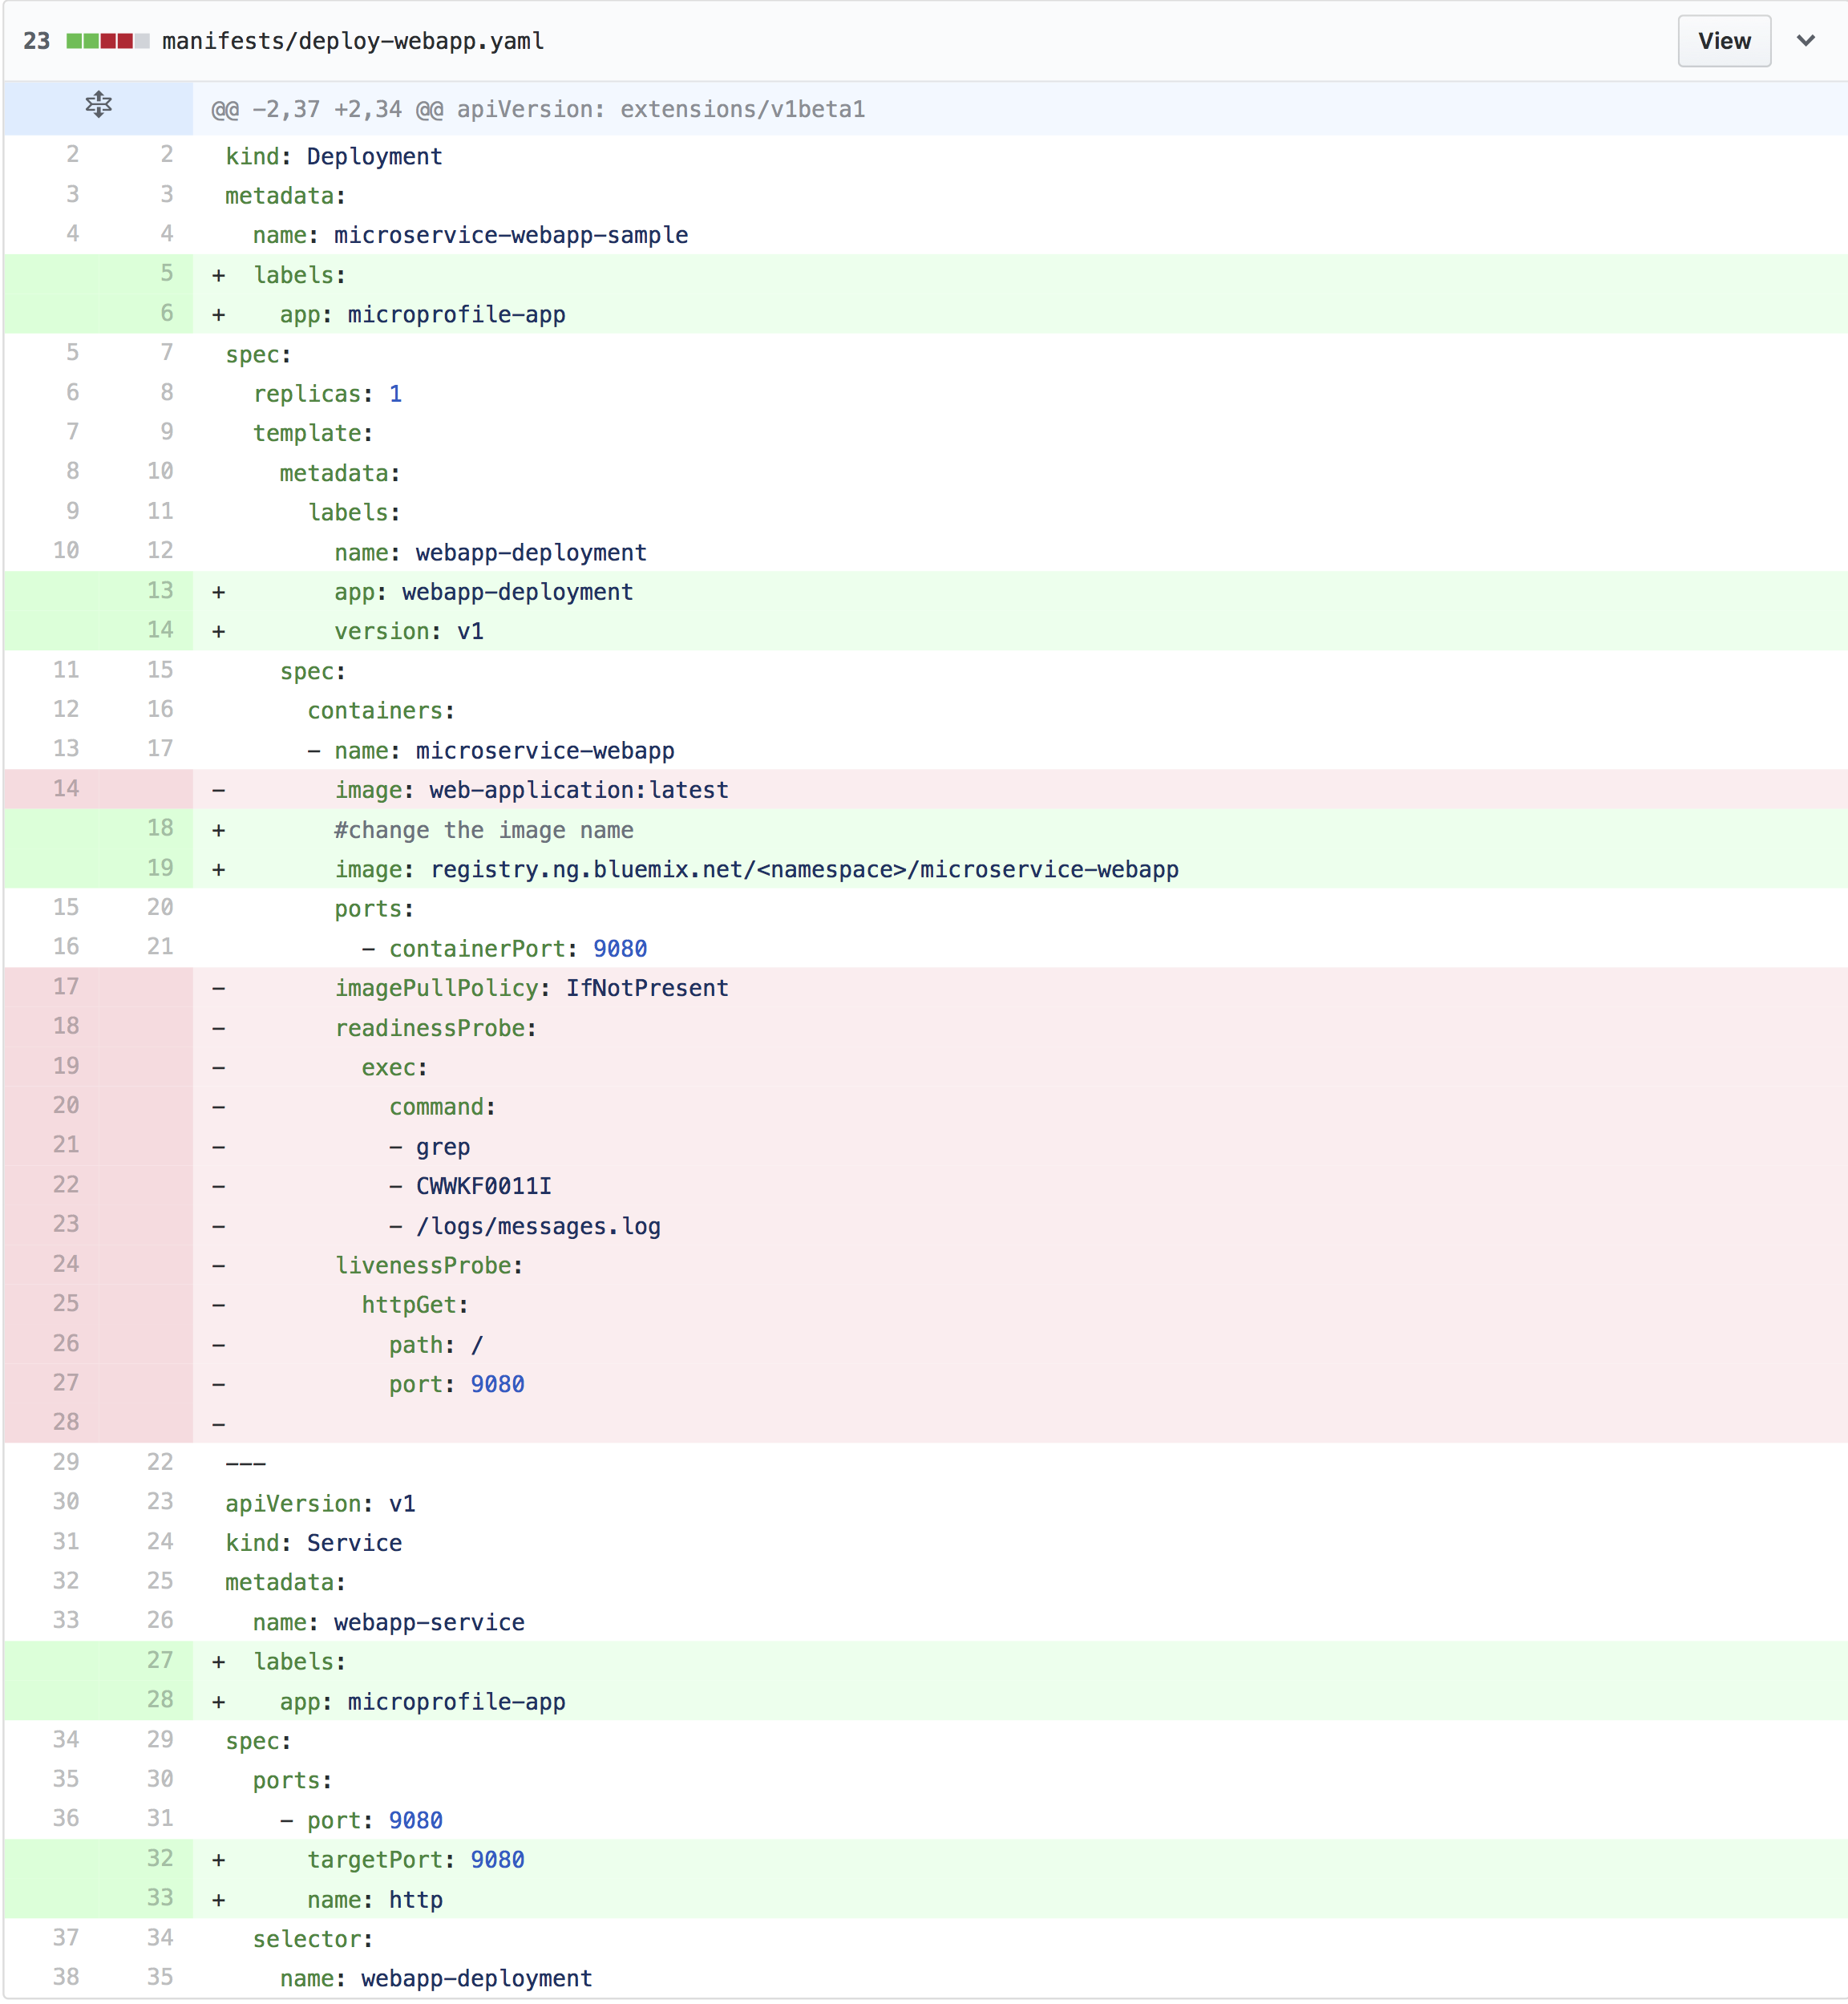 23 manifests/deploy-webapp.yaml View
@@ -2,37 +2,34 @@ apiVersion: extensions/v1beta1
2 2 kind: Deployment
3 3 metadata:
4 4   name: microservice-webapp-sample
5 +  labels:
6 +    app: microprofile-app
5 7 spec:
6 8   replicas: 1
7 9   template:
8 10     metadata:
9 11       labels:
10 12         name: webapp-deployment
13 +        app: webapp-deployment
14 +        version: v1
11 15     spec:
12 16       containers:
13 17       - name: microservice-webapp
14 -        image: web-application:latest
18 +        #change the image name
19 +        image: registry.ng.bluemix.net/<namespace>/microservice-webapp
15 20         ports:
16 21           - containerPort: 9080
17 -        imagePullPolicy: IfNotPresent
18 -        readinessProbe:
19 -          exec:
20 -            command:
21 -            - grep
22 -            - CWWKF0011I
23 -            - /logs/messages.log
24 -        livenessProbe:
25 -          httpGet:
26 -            path: /
27 -            port: 9080
28 -
29 22 ---
30 23 apiVersion: v1
31 24 kind: Service
32 25 metadata:
33 26   name: webapp-service
27 +  labels:
28 +    app: microprofile-app
34 29 spec:
35 30   ports:
36 31     - port: 9080
32 +      targetPort: 9080
33 +      name: http
37 34   selector:
38 35     name: webapp-deployment